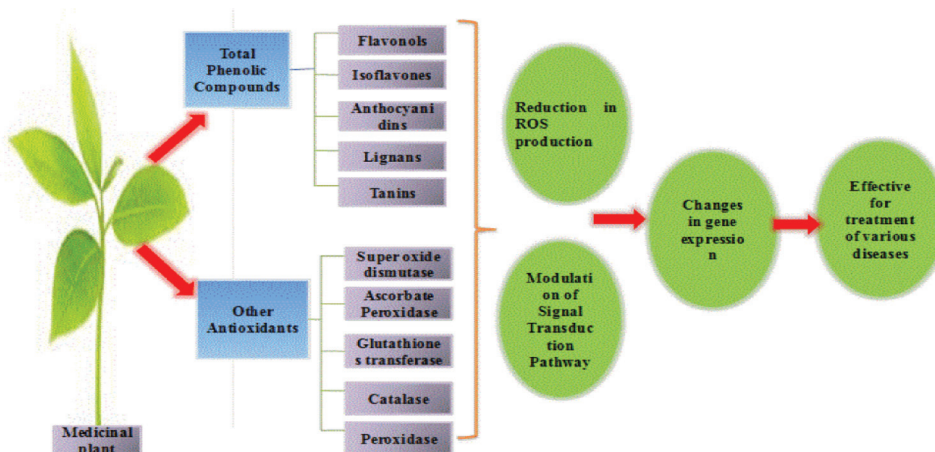 Total
Phenolic
Compounds
Flavonols
Isoflavones
Anthocyani
dins
Lignans
Tanins
Other
Antioxidants
Super oxide
dismutase
Ascorbate
Peroxidase
Glutathione
s transferase
Catalase
Peroxidase
Medicinal
plant
Reduction in
ROS
production
Modulati
on of
Signal
Transduc
tion
Pathway
Changes
in gene
expressio
n
Effective
for
treatment
of various
diseases